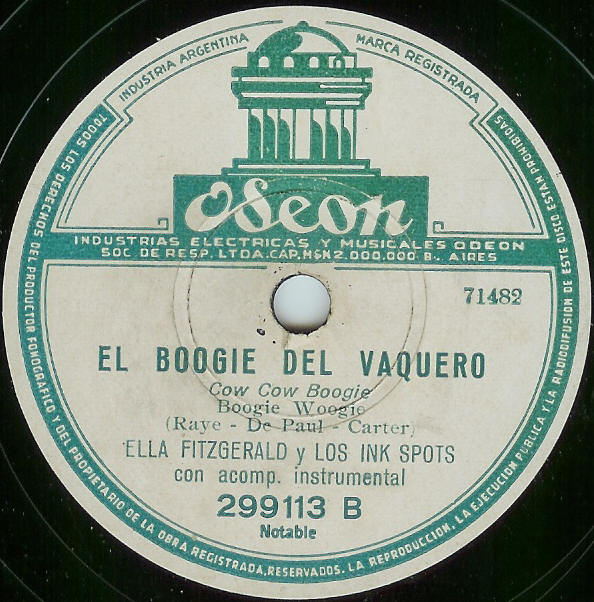 INDUSTRIA ARGENTINA
MARCA REGISTRADA
Odeon
INDUSTRIAS ELECTRICAS Y MUSICALES ODEON
SOC. DE RESP. LTDA. CAP. M$N 2.000.000 B. AIRES
71482
EL BOOGIE DEL VAQUERO
Cow Cow Boogie
Boogie Woogie
(Raye - De Paul - Carter)
ELLA FITZGERALD y LOS INK SPOTS
con acomp. instrumental
299113 B
Notable
TODOS LOS DERECHOS DEL PRODUCTOR FONOGRAFICO Y DEL PROPIETARIO DE LA OBRA REGISTRADA, RESERVADOS. LA REPRODUCCION, LA EJECUCION PUBLICA Y LA RADIODIFUSION DE ESTE DISCO ESTAN PROHIBIDAS